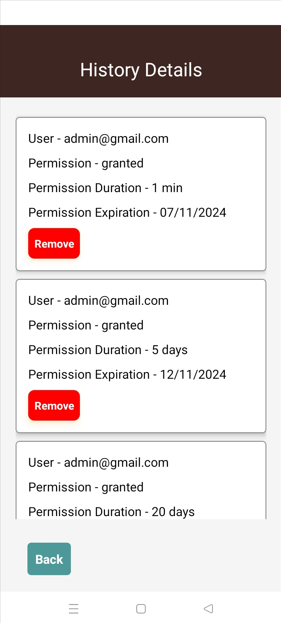 History Details
User - admin@gmail.com
Permission - granted
Permission Duration - 1 min
Permission Expiration - 07/11/2024
Remove
User - admin@gmail.com
Permission - granted
Permission Duration - 5 days
Permission Expiration - 12/11/2024
Remove
User - admin@gmail.com
Permission - granted
Permission Duration - 20 days
Back